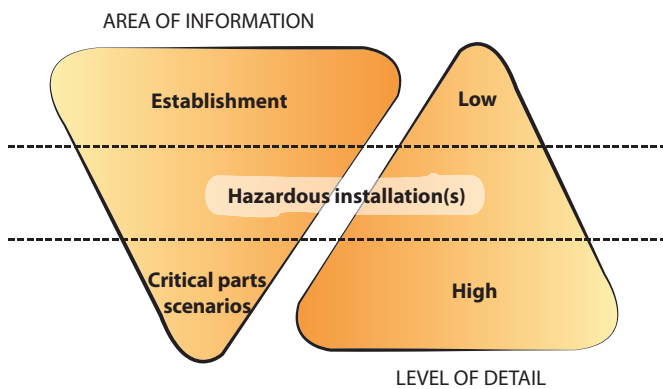 AREA OF INFORMATION
Establishment
Low
Hazardous installation(s)
Critical parts
scenarios
High
LEVEL OF DETAIL